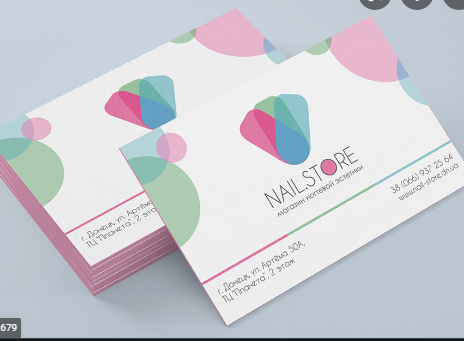 NAILSTORE
МАГАЗИН НОГТЕВОЙ ЭСТЕТИКИ
38 (066) 937 25 64
www.nail-store.dn.ua
г. Донецк, ул. Артёма 50А,
ТЦ "Планета", 2 этаж
г. Донецк, ул. Артёма
ТЦ "Планета", 2 этаж
679